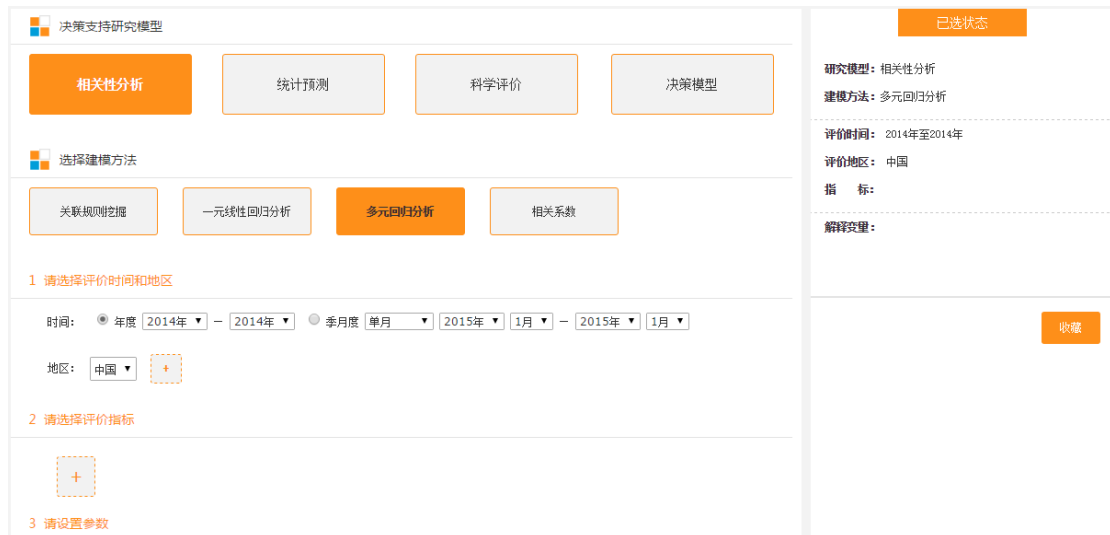 决策支持研究模型
相关性分析 统计预测 科学评价 决策模型
选择建模方法
关联规则挖掘 一元线性回归分析 多元回归分析 相关系数
1 请选择评价时间和地区
时间: 年度 2014年 — 2014年 季月度 单月 2015年 1月 — 2015年 1月
地区: 中国 +
2 请选择评价指标
+
3 请设置参数
已选状态
研究模型: 相关性分析
建模方法: 多元回归分析
评价时间: 2014年至2014年
评价地区: 中国
指 标:
解释变量:
收藏